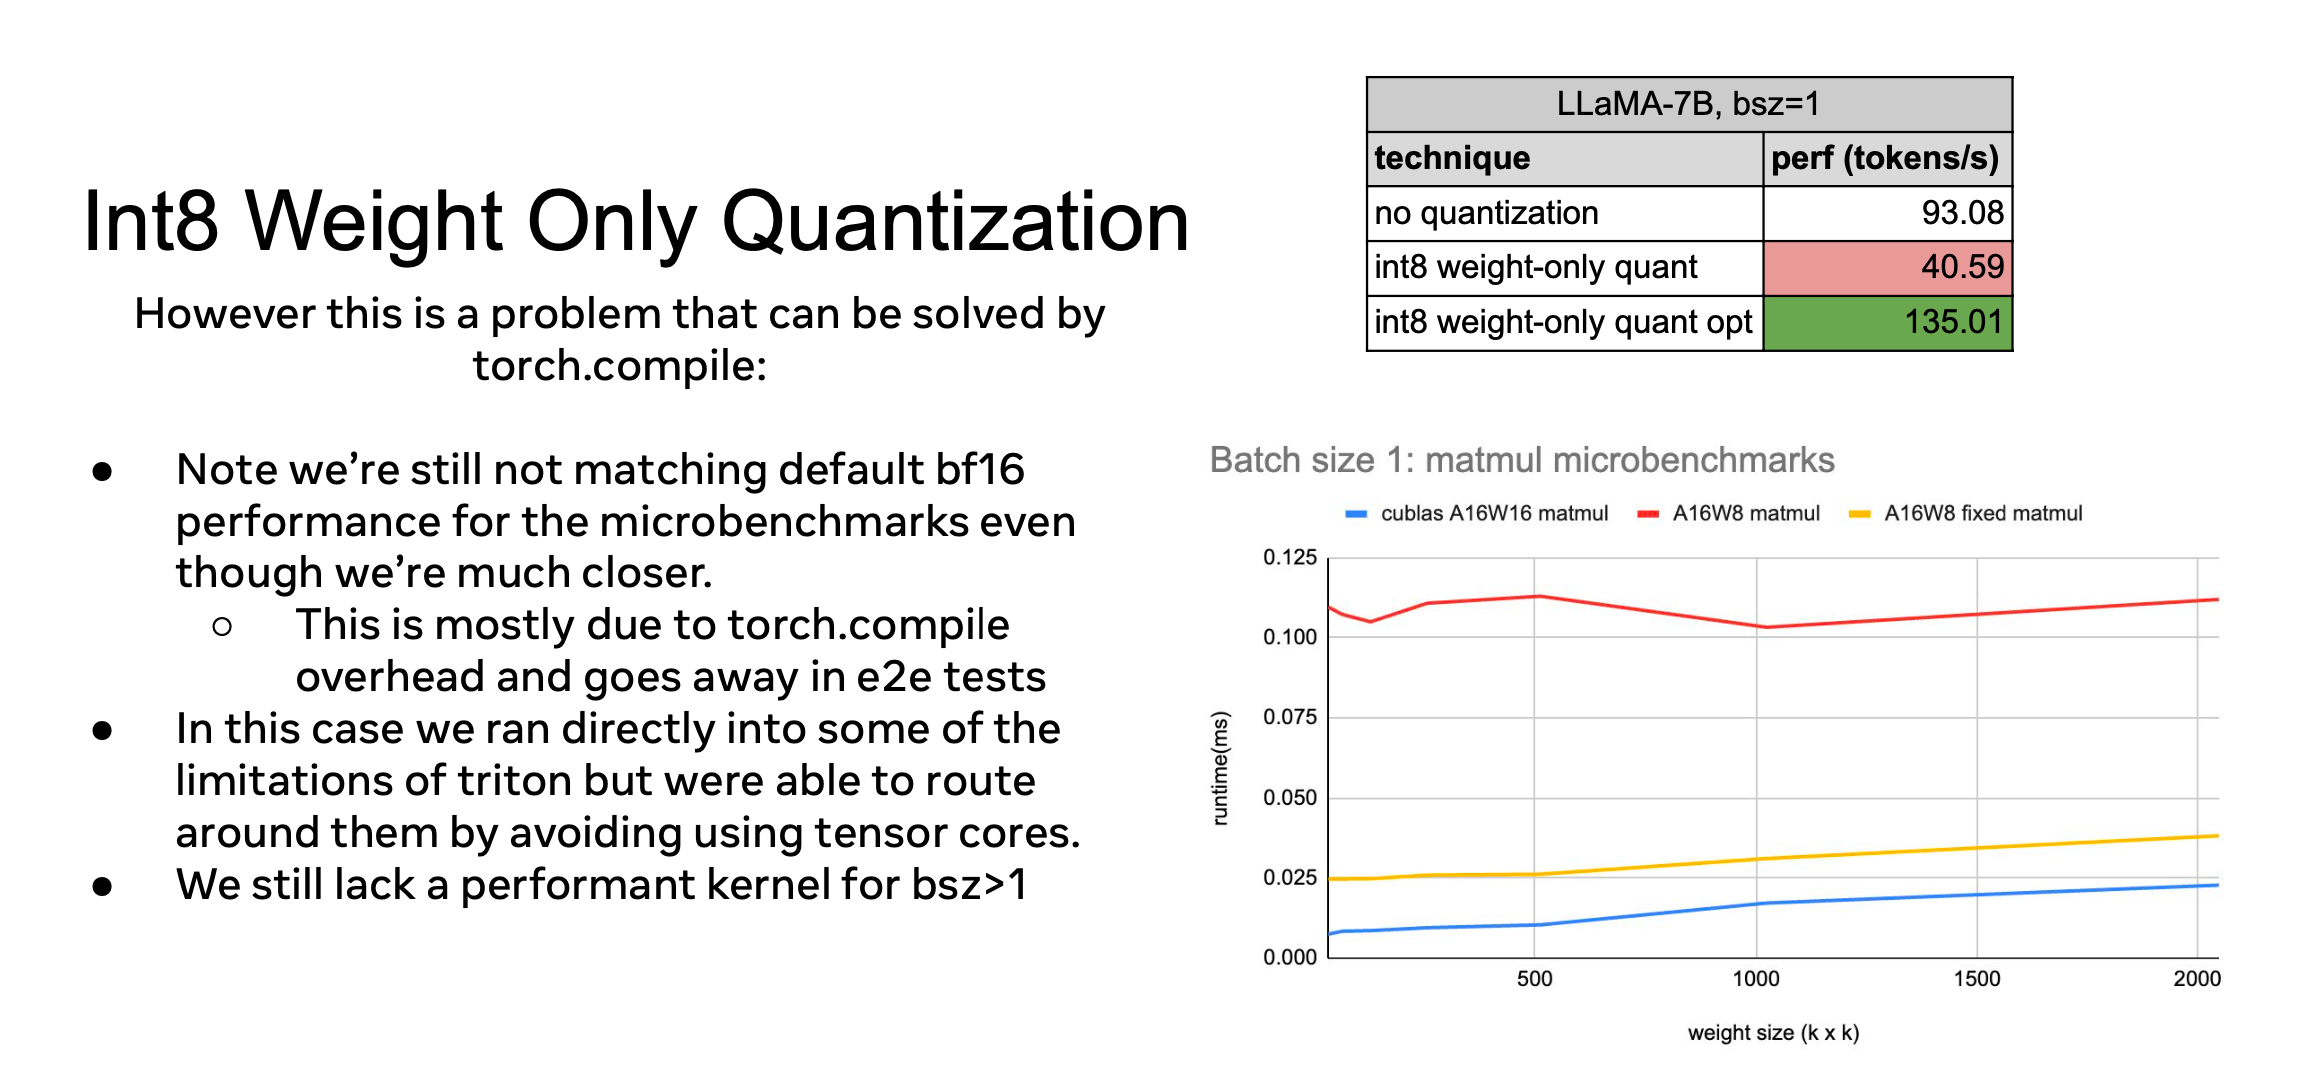 Int8 Weight Only Quantization
However this is a problem that can be solved by
torch.compile:
● Note we’re still not matching default bf16
performance for the microbenchmarks even
though we’re much closer.
○ This is mostly due to torch.compile
overhead and goes away in e2e tests
● In this case we ran directly into some of the
limitations of triton but were able to route
around them by avoiding using tensor cores.
● We still lack a performant kernel for bsz>1
LLaMA-7B, bsz=1
technique perf (tokens/s)
no quantization 93.08
int8 weight-only quant 40.59
int8 weight-only quant opt 135.01
Batch size 1: matmul microbenchmarks
cublas A16W16 matmul A16W8 matmul A16W8 fixed matmul
runtime(ms)
0.125
0.100
0.075
0.050
0.025
0.000
500 1000 1500 2000
weight size (k x k)